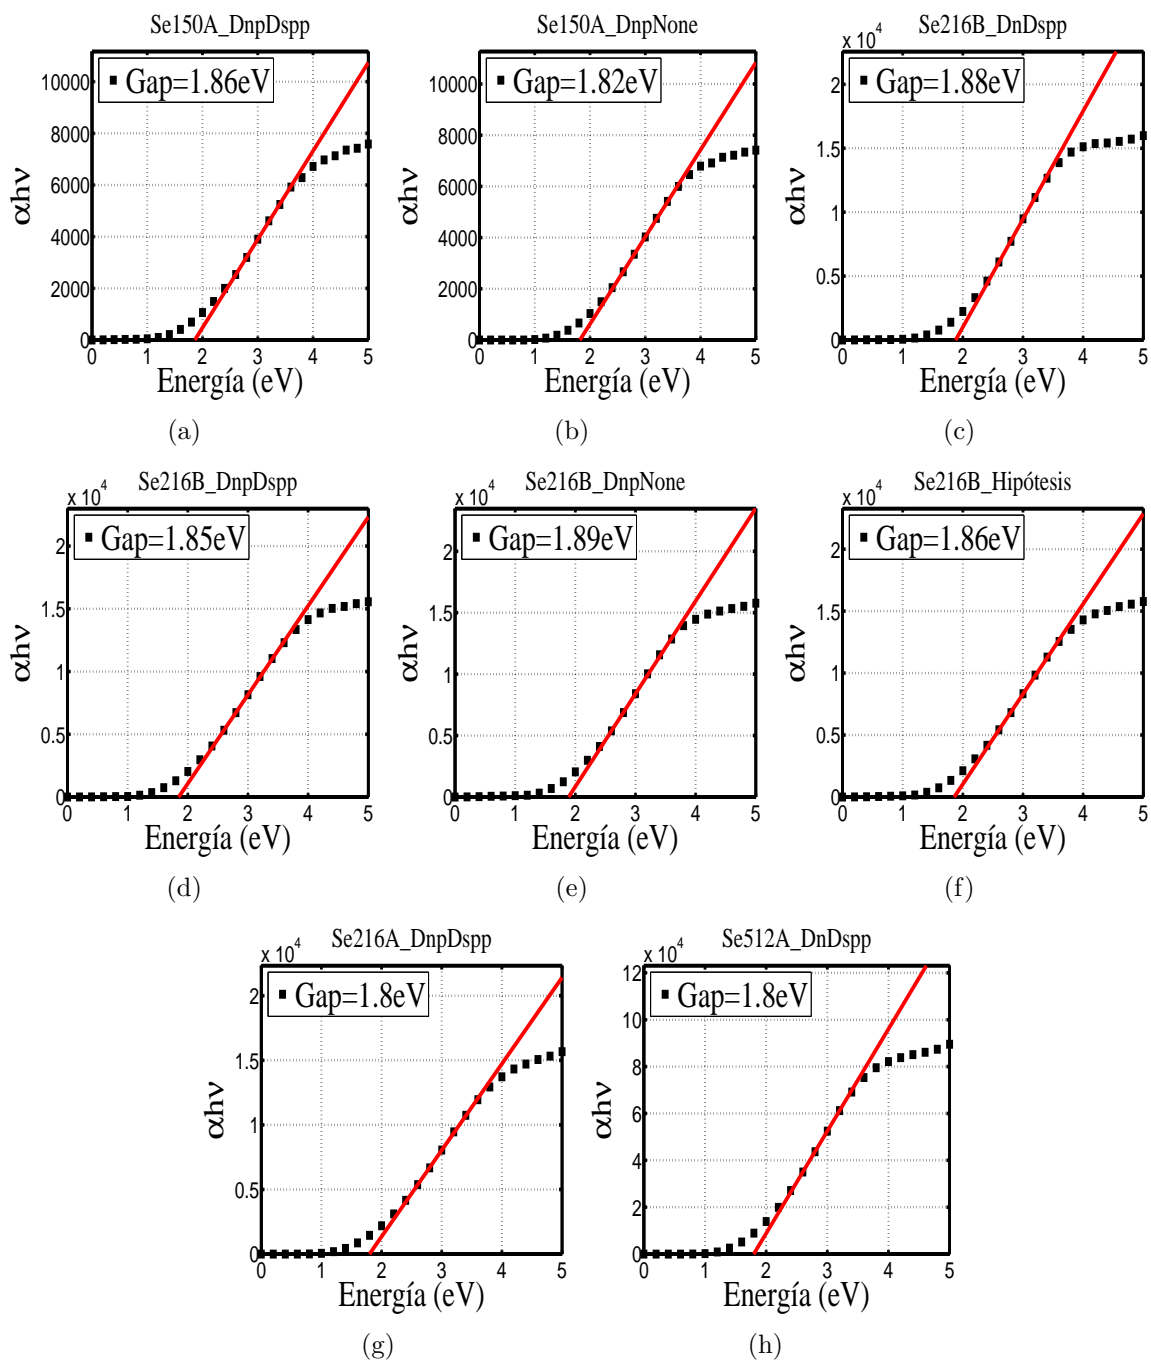 Se150A_DnpDspp
Gap=1.86eV
10000
8000
6000
4000
2000
0
αhν
0 1 2 3 4 5
Energía (eV)
(a)
Se150A_DnpNone
Gap=1.82eV
10000
8000
6000
4000
2000
0
αhν
0 1 2 3 4 5
Energía (eV)
(b)
Se216B_DnDspp
x 10^4
Gap=1.88eV
2
1.5
1
0.5
0
αhν
0 1 2 3 4 5
Energía (eV)
(c)
Se216B_DnpDspp
x 10^4
Gap=1.85eV
2
1.5
1
0.5
0
αhν
0 1 2 3 4 5
Energía (eV)
(d)
Se216B_DnpNone
x 10^4
Gap=1.89eV
2
1.5
1
0.5
0
αhν
0 1 2 3 4 5
Energía (eV)
(e)
Se216B_Hipótesis
x 10^4
Gap=1.86eV
2
1.5
1
0.5
0
αhν
0 1 2 3 4 5
Energía (eV)
(f)
Se216A_DnpDspp
x 10^4
Gap=1.8eV
2
1.5
1
0.5
0
αhν
0 1 2 3 4 5
Energía (eV)
(g)
Se512A_DnDspp
x 10^4
Gap=1.8eV
12
10
8
6
4
2
0
αhν
0 1 2 3 4 5
Energía (eV)
(h)